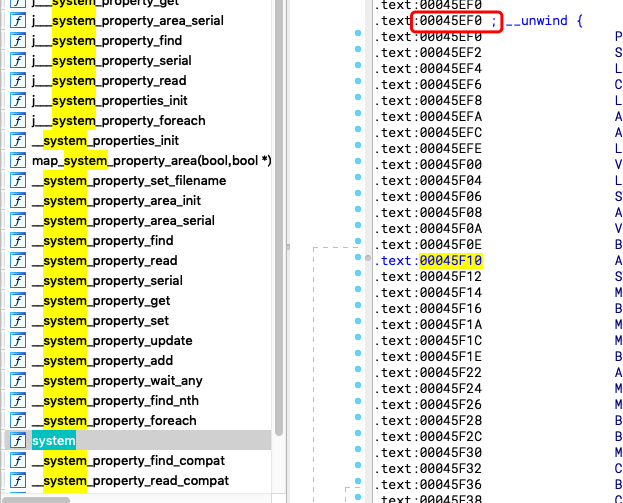 j___system_property_get
j___system_property_area_serial
j___system_property_find
j___system_property_serial
j___system_property_read
j___system_properties_init
j___system_property_foreach
__system_properties_init
map_system_property_area(bool,bool *)
__system_property_set_filename
__system_property_area_init
__system_property_area_serial
__system_property_find
__system_property_read
__system_property_serial
__system_property_get
__system_property_set
__system_property_update
__system_property_add
__system_property_wait_any
__system_property_find_nth
__system_property_foreach
system
__system_property_find_compat
__system_property_read_compat
.text:00045EF0
.text:00045EF0 ; __unwind {
.text:00045EF0 P
.text:00045EF2 S
.text:00045EF4 L
.text:00045EF6 C
.text:00045EF8 L
.text:00045EFA A
.text:00045EFC A
.text:00045EFE L
.text:00045F00 V
.text:00045F04 L
.text:00045F06 S
.text:00045F08 A
.text:00045F0A V
.text:00045F0E B
.text:00045F10 A
.text:00045F12 S
.text:00045F14 M
.text:00045F16 B
.text:00045F1A M
.text:00045F1C M
.text:00045F1E B
.text:00045F22 A
.text:00045F24 M
.text:00045F26 M
.text:00045F28 B
.text:00045F2C B
.text:00045F30 M
.text:00045F32 C
.text:00045F36 B
.text:00045F38 C